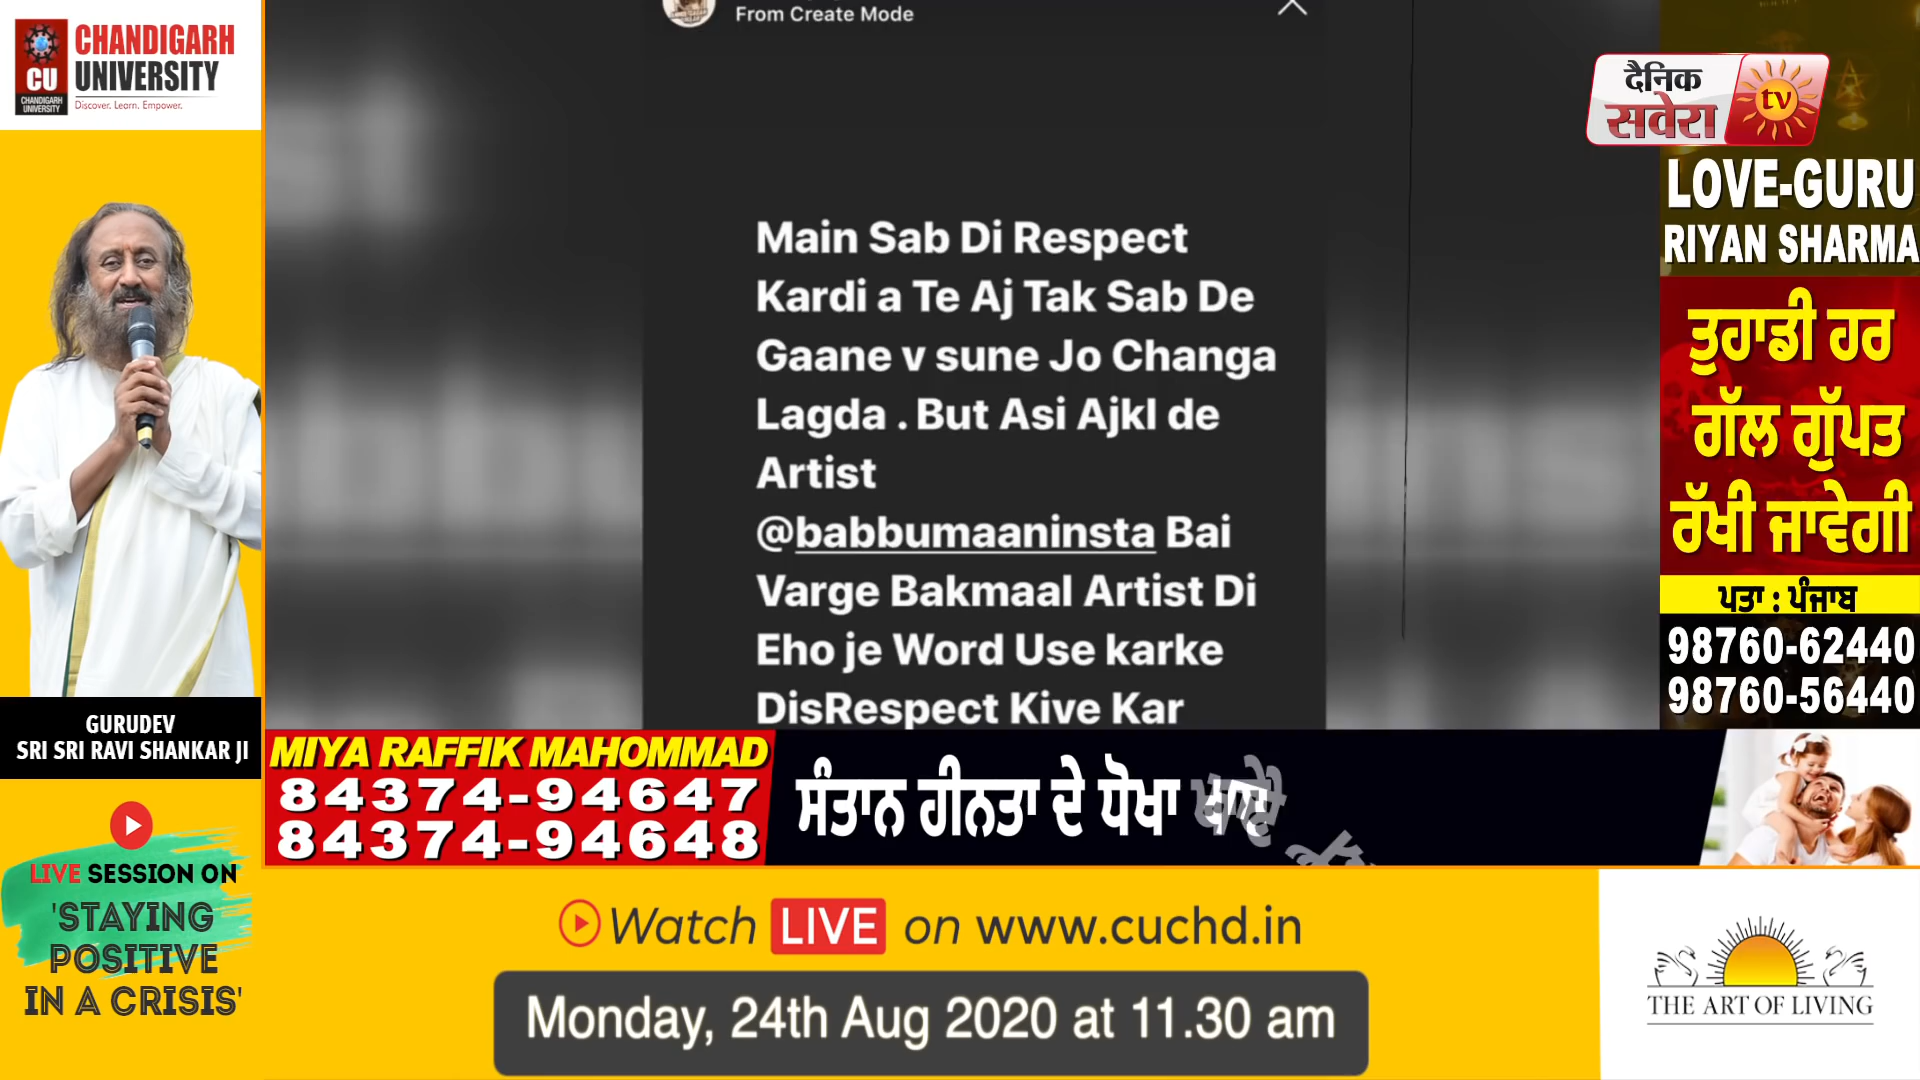 CHANDIGARH
UNIVERSITY
Discover. Learn. Empower.
CU
CHANDIGARH
UNIVERSITY
GURUDEV
SRI SRI RAVI SHANKAR JI
LIVE SESSION ON
'STAYING
POSITIVE
IN A CRISIS'
From Create Mode
Main Sab Di Respect
Kardi a Te Aj Tak Sab De
Gaane v sune Jo Changa
Lagda . But Asi Ajkl de
Artist
@babbumaaninsta Bai
Varge Bakmaal Artist Di
Eho je Word Use karke
DisRespect Kive Kar
दैनिक
सवेरा
tv
LOVE-GURU
RIYAN SHARMA
ਤੁਹਾਡੀ ਹਰ
ਗੱਲ ਗੁੱਪਤ
ਰੱਖੀ ਜਾਵੇਗੀ
ਪਤਾ : ਪੰਜਾਬ
98760-62440
98760-56440
MIYA RAFFIK MAHOMMAD
84374-94647
84374-94648
ਸੰਤਾਨ ਹੀਨਤਾ ਦੇ ਧੋਖਾ
Watch LIVE on www.cuchd.in
Monday, 24th Aug 2020 at 11.30 am
THE ART OF LIVING